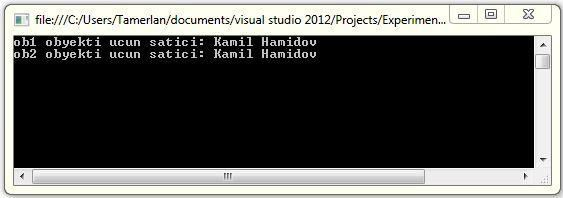 file:///C:/Users/Tamerlan/documents/visual studio 2012/Projects/Experimen...
ob1 obyekti ucun satici: Kamil Hamidov
ob2 obyekti ucun satici: Kamil Hamidov